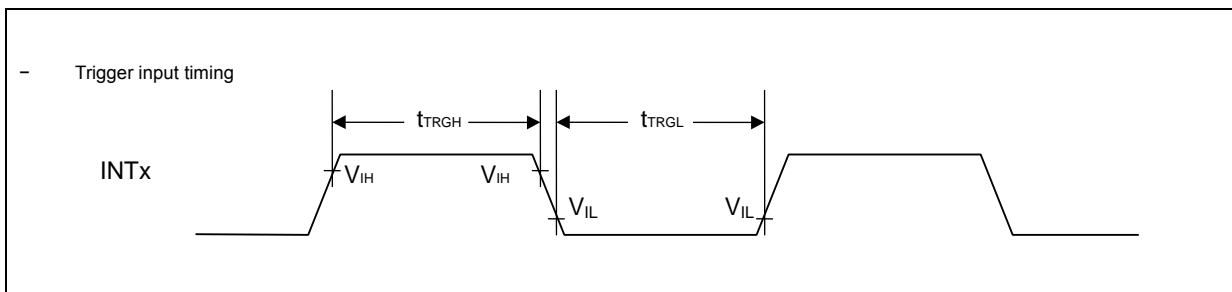 – Trigger input timing
tTRGH tTRGL
INTx
VIH VIH
VIL VIL